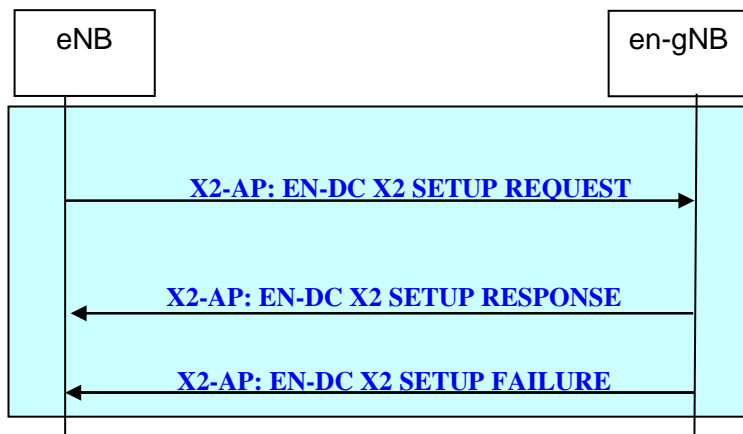 eNB
en-gNB
X2-AP: EN-DC X2 SETUP REQUEST
X2-AP: EN-DC X2 SETUP RESPONSE
X2-AP: EN-DC X2 SETUP FAILURE